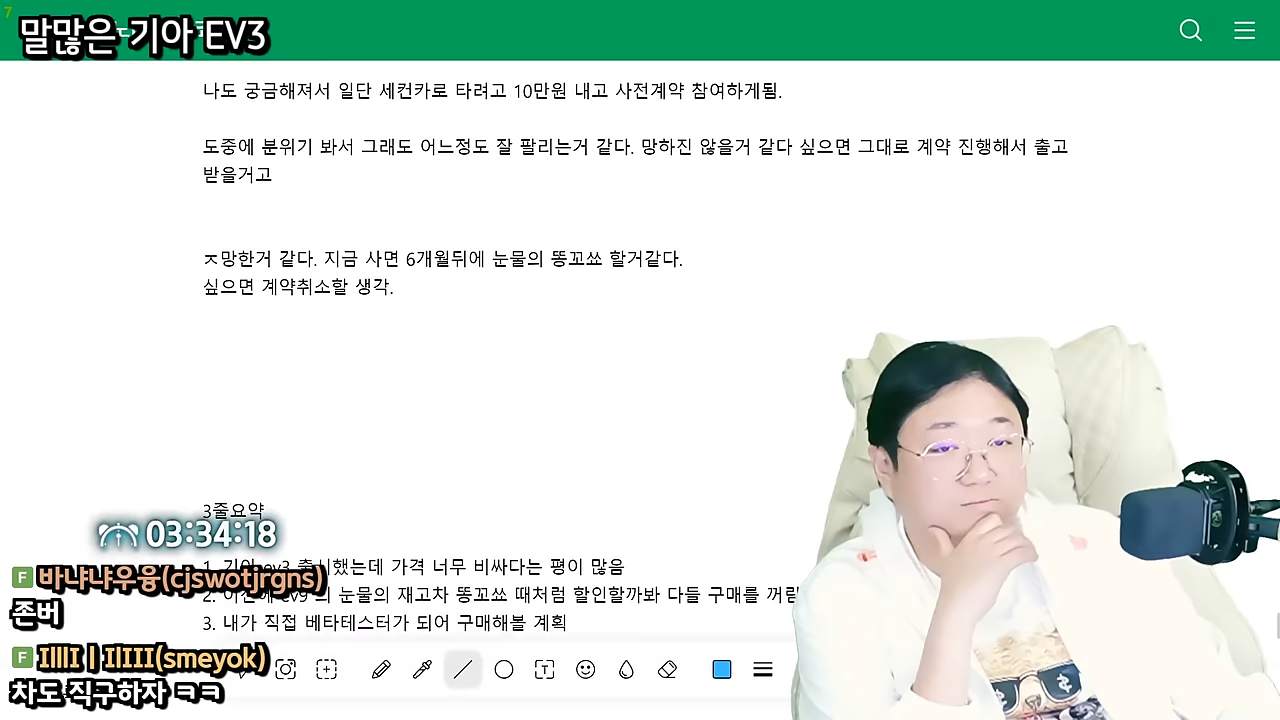 7
말많은 기아 EV3
나도 궁금해져서 일단 세컨카로 타려고 10만원 내고 사전계약 참여하게됨.
도중에 분위기 봐서 그래도 어느정도 잘 팔리는거 같다. 망하진 않을거 같다 싶으면 그대로 계약 진행해서 출고
받을거고
ㅈ망한거 같다. 지금 사면 6개월뒤에 눈물의 똥꼬쑈 할거같다.
싶으면 계약취소할 생각.
3줄요약
03:34:18
1. 기아 ev3 출시했는데 가격 너무 비싸다는 평이 많음
2. 이전에 ev9 의 눈물의 재고차 똥꼬쑈 때처럼 할인할까봐 다들 구매를 꺼림
3. 내가 직접 베타테스터가 되어 구매해볼 계획
F 바냐냐우융(cjswotjrgns)
존버
F IlllI | IlIII(smeyok)
차도 직구하자 ㅋㅋ
T
$ $